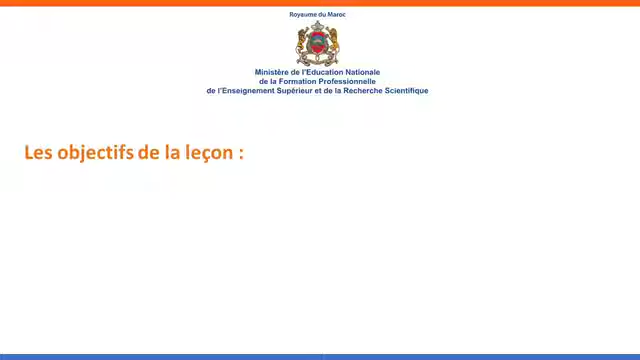 Royaume du Maroc
Ministère de l'Education Nationale
de la Formation Professionnelle
de l'Enseignement Supérieur et de la Recherche Scientifique
Les objectifs de la leçon :